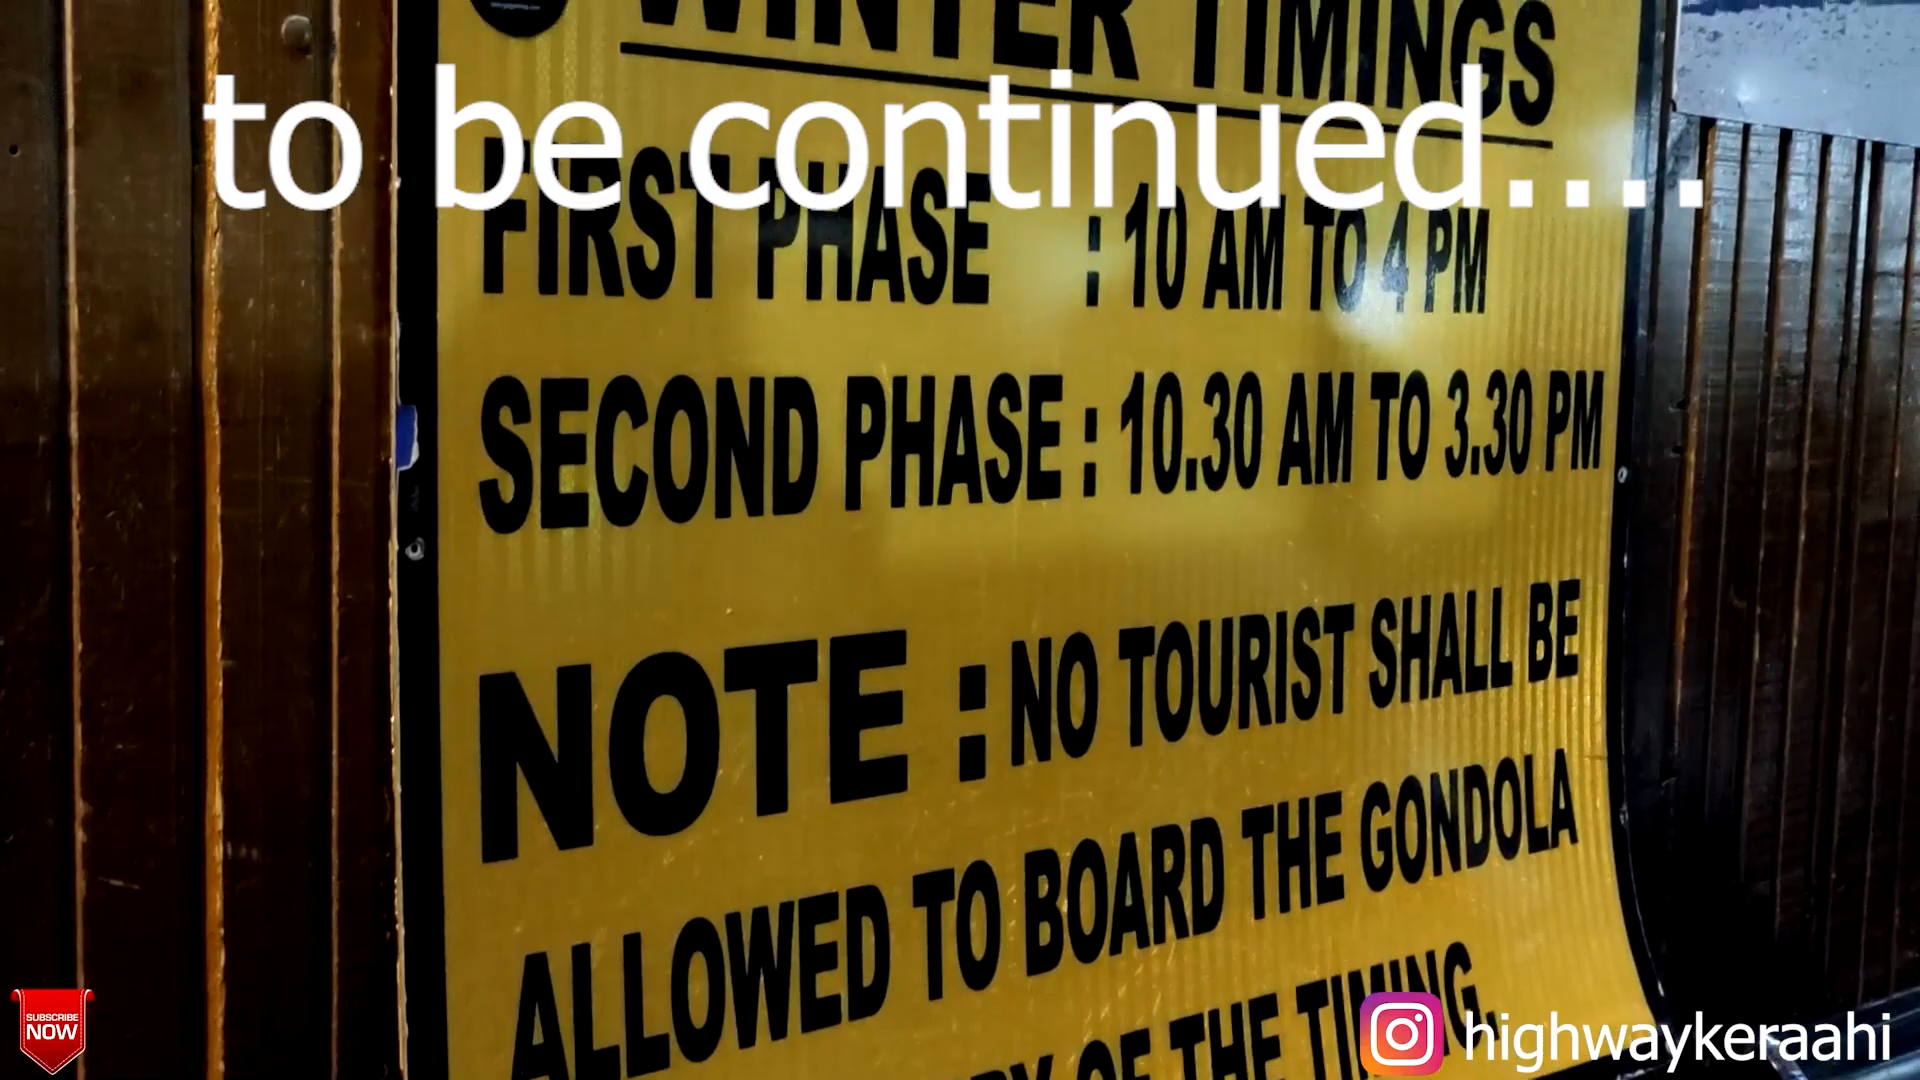 WINTER TIMINGS
to be continued....
FIRST PHASE : 10 AM TO 4 PM
SECOND PHASE : 10.30 AM TO 3.30 PM
NOTE : NO TOURIST SHALL BE
ALLOWED TO BOARD THE GONDOLA
OF THE TIMING.
SUBSCRIBE
NOW
highwaykeraahi